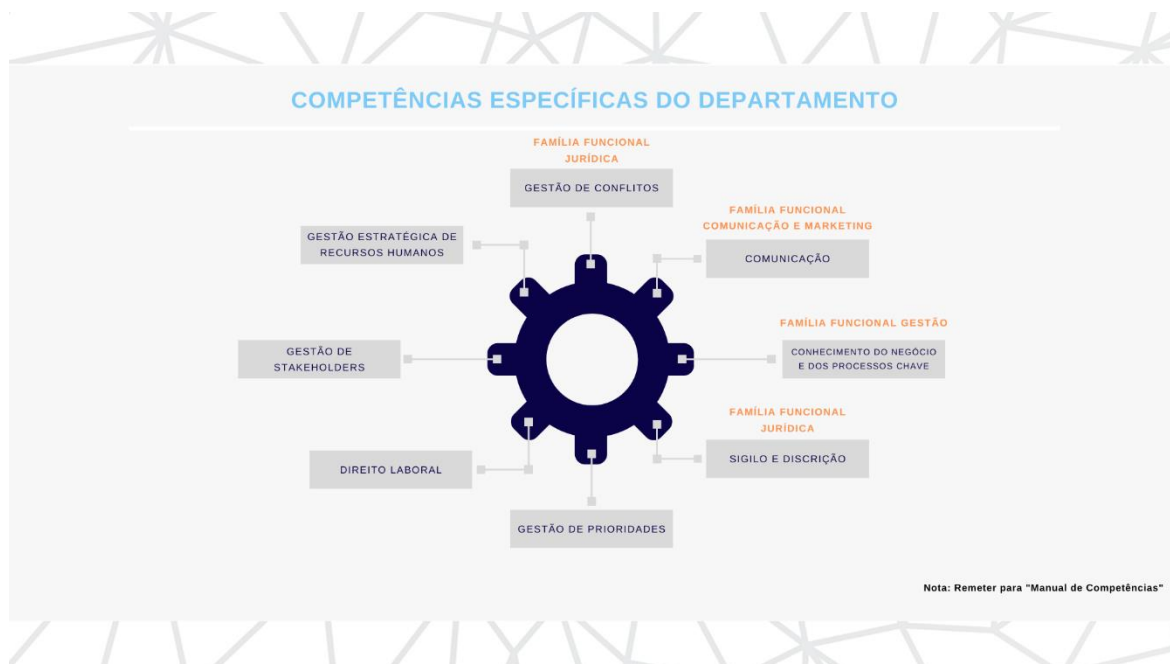 COMPETÊNCIAS ESPECÍFICAS DO DEPARTAMENTO
FAMÍLIA FUNCIONAL
JURÍDICA
GESTÃO DE CONFLITOS
FAMÍLIA FUNCIONAL
COMUNICAÇÃO E MARKETING
COMUNICAÇÃO
GESTÃO ESTRATÉGICA DE
RECURSOS HUMANOS
FAMÍLIA FUNCIONAL GESTÃO
CONHECIMENTO DO NEGÓCIO
E DOS PROCESSOS CHAVE
GESTÃO DE
STAKEHOLDERS
FAMÍLIA FUNCIONAL
JURÍDICA
SIGILO E DISCRIÇÃO
DIREITO LABORAL
GESTÃO DE PRIORIDADES
Nota: Remeter para "Manual de Competências"